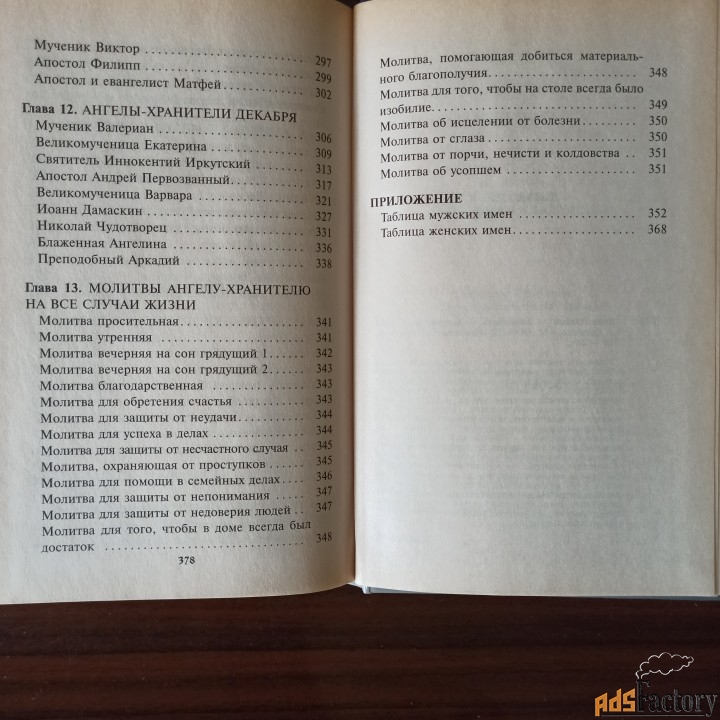 Мученик Виктор ........................ 297
Апостол Филипп ........................ 299
Апостол и евангелист Матфей ............ 302
Глава 12. АНГЕЛЫ-ХРАНИТЕЛИ ДЕКАБРЯ
Мученик Валериан ...................... 306
Великомученица Екатерина .............. 309
Святитель Иннокентий Иркутский ........ 313
Апостол Андрей Первозванный ........... 317
Великомученица Варвара ................ 321
Иоанн Дамаскин ........................ 327
Николай Чудотворец .................... 331
Блаженная Ангелина .................... 336
Преподобный Аркадий ................... 338
Глава 13. МОЛИТВЫ АНГЕЛУ-ХРАНИТЕЛЮ
НА ВСЕ СЛУЧАИ ЖИЗНИ
Молитва просительная .................. 341
Молитва утренняя ...................... 341
Молитва вечерняя на сон грядущий 1 .... 342
Молитва вечерняя на сон грядущий 2 .... 343
Молитва благодарственная .............. 343
Молитва для обретения счастья ......... 343
Молитва для защиты от неудачи ......... 344
Молитва для успеха в делах ............ 344
Молитва для защиты от несчастного случая .. 345
Молитва, охраняющая от проступков ..... 345
Молитва для помощи в семейных делах ... 346
Молитва для защиты от непонимания ..... 347
Молитва для защиты от недоверия людей .. 347
Молитва для того, чтобы в доме всегда был
достаток .............................. 348
378
Молитва, помогающая добиться материаль-
ного благополучия ..................... 348
Молитва для того, чтобы на столе всегда было
изобилие .............................. 349
Молитва об исцелении от болезни ....... 350
Молитва от сглаза ..................... 350
Молитва от порчи, нечисти и колдовства .. 351
Молитва об усопшем .................... 351
ПРИЛОЖЕНИЕ
Таблица мужских имен .................. 352
Таблица женских имен .................. 368
AdsFactory